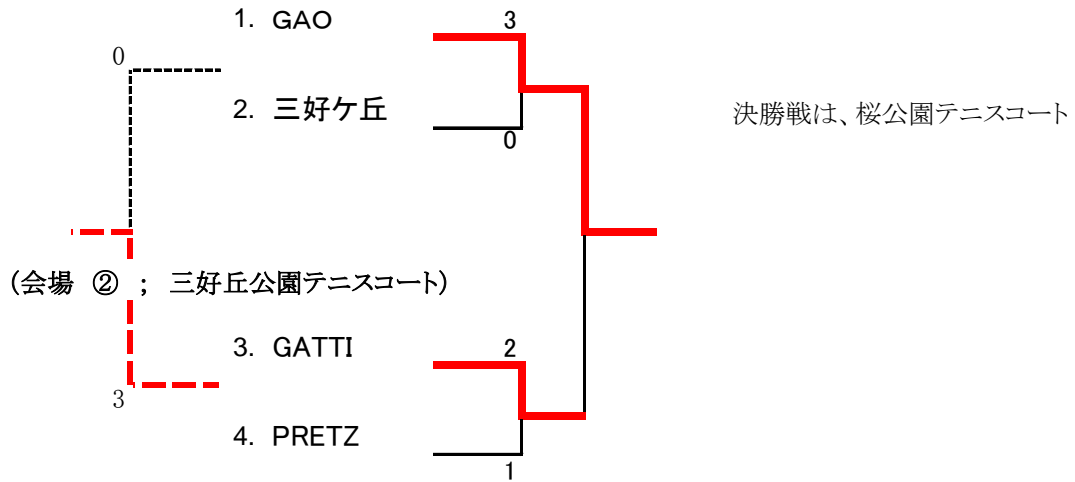 1. GAO
3
0
2. 三好ケ丘
0
決勝戦は、桜公園テニスコート
(会場 ② ; 三好丘公園テニスコート)
3. GATTI
2
3
4. PRETZ
1